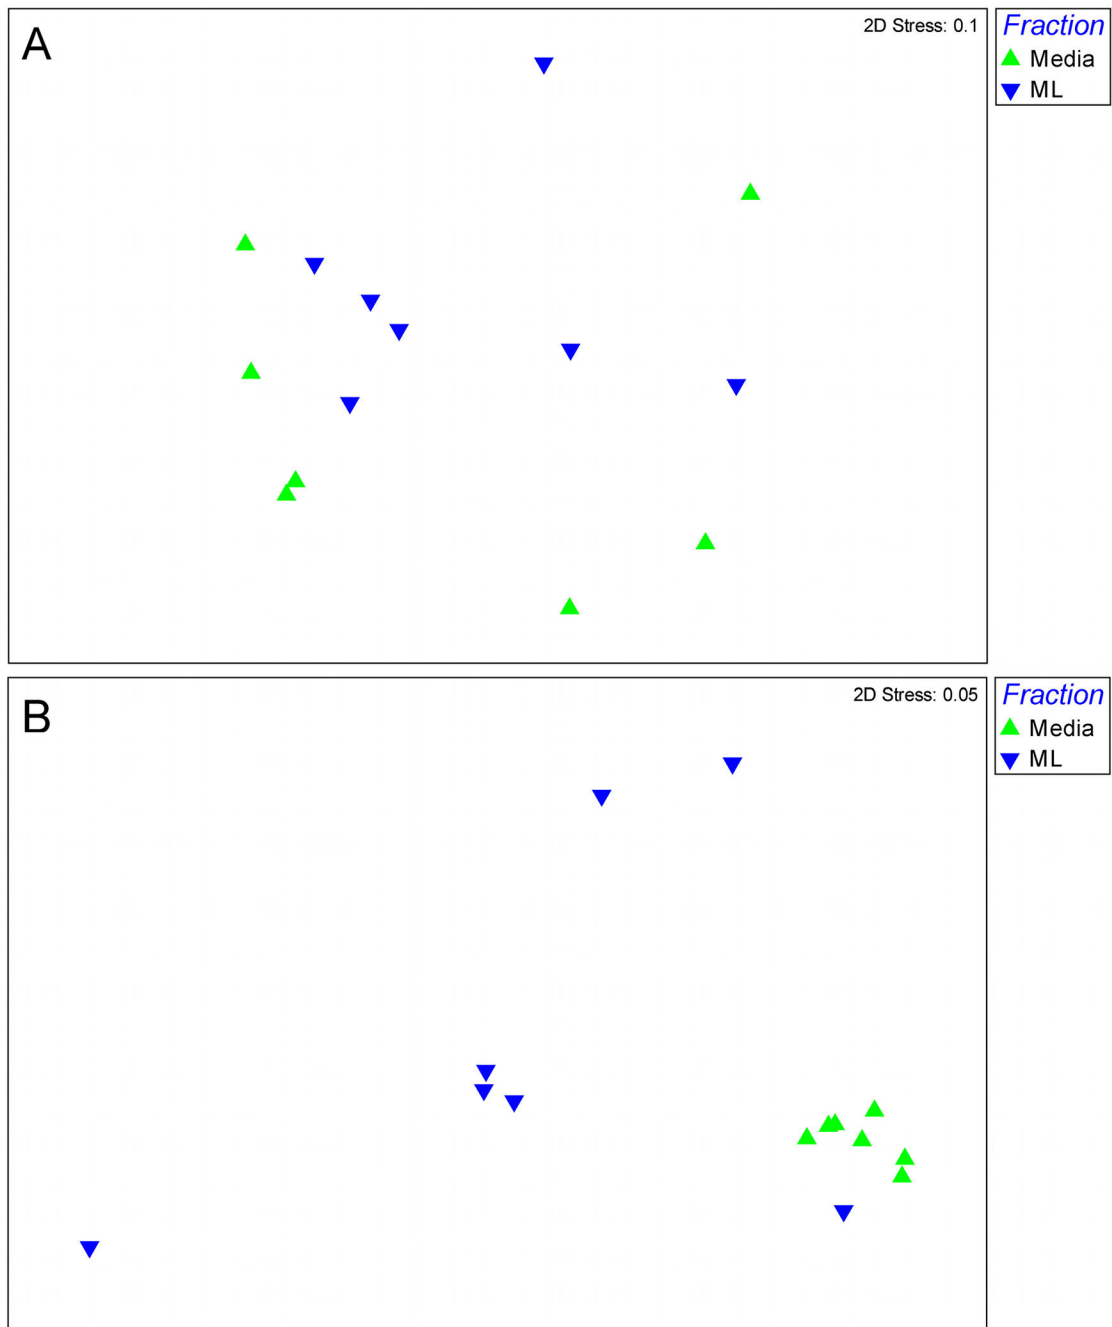 A
2D Stress: 0.1
Fraction
Media
ML
B
2D Stress: 0.05
Fraction
Media
ML